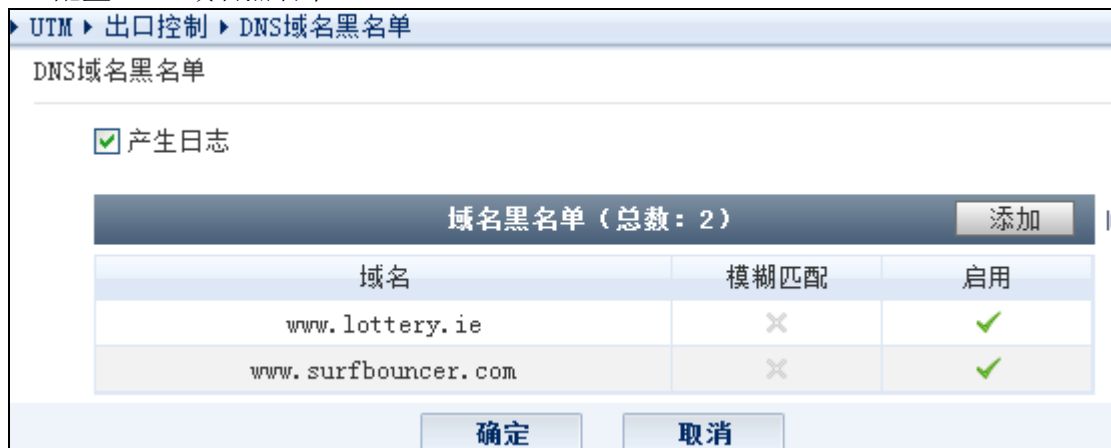 UTM ▸ 出口控制 ▸ DNS域名黑名单
DNS域名黑名单
产生日志
域名黑名单（总数：2） 添加
域名 模糊匹配 启用
www.lottery.ie
www.surfbouncer.com
确定 取消